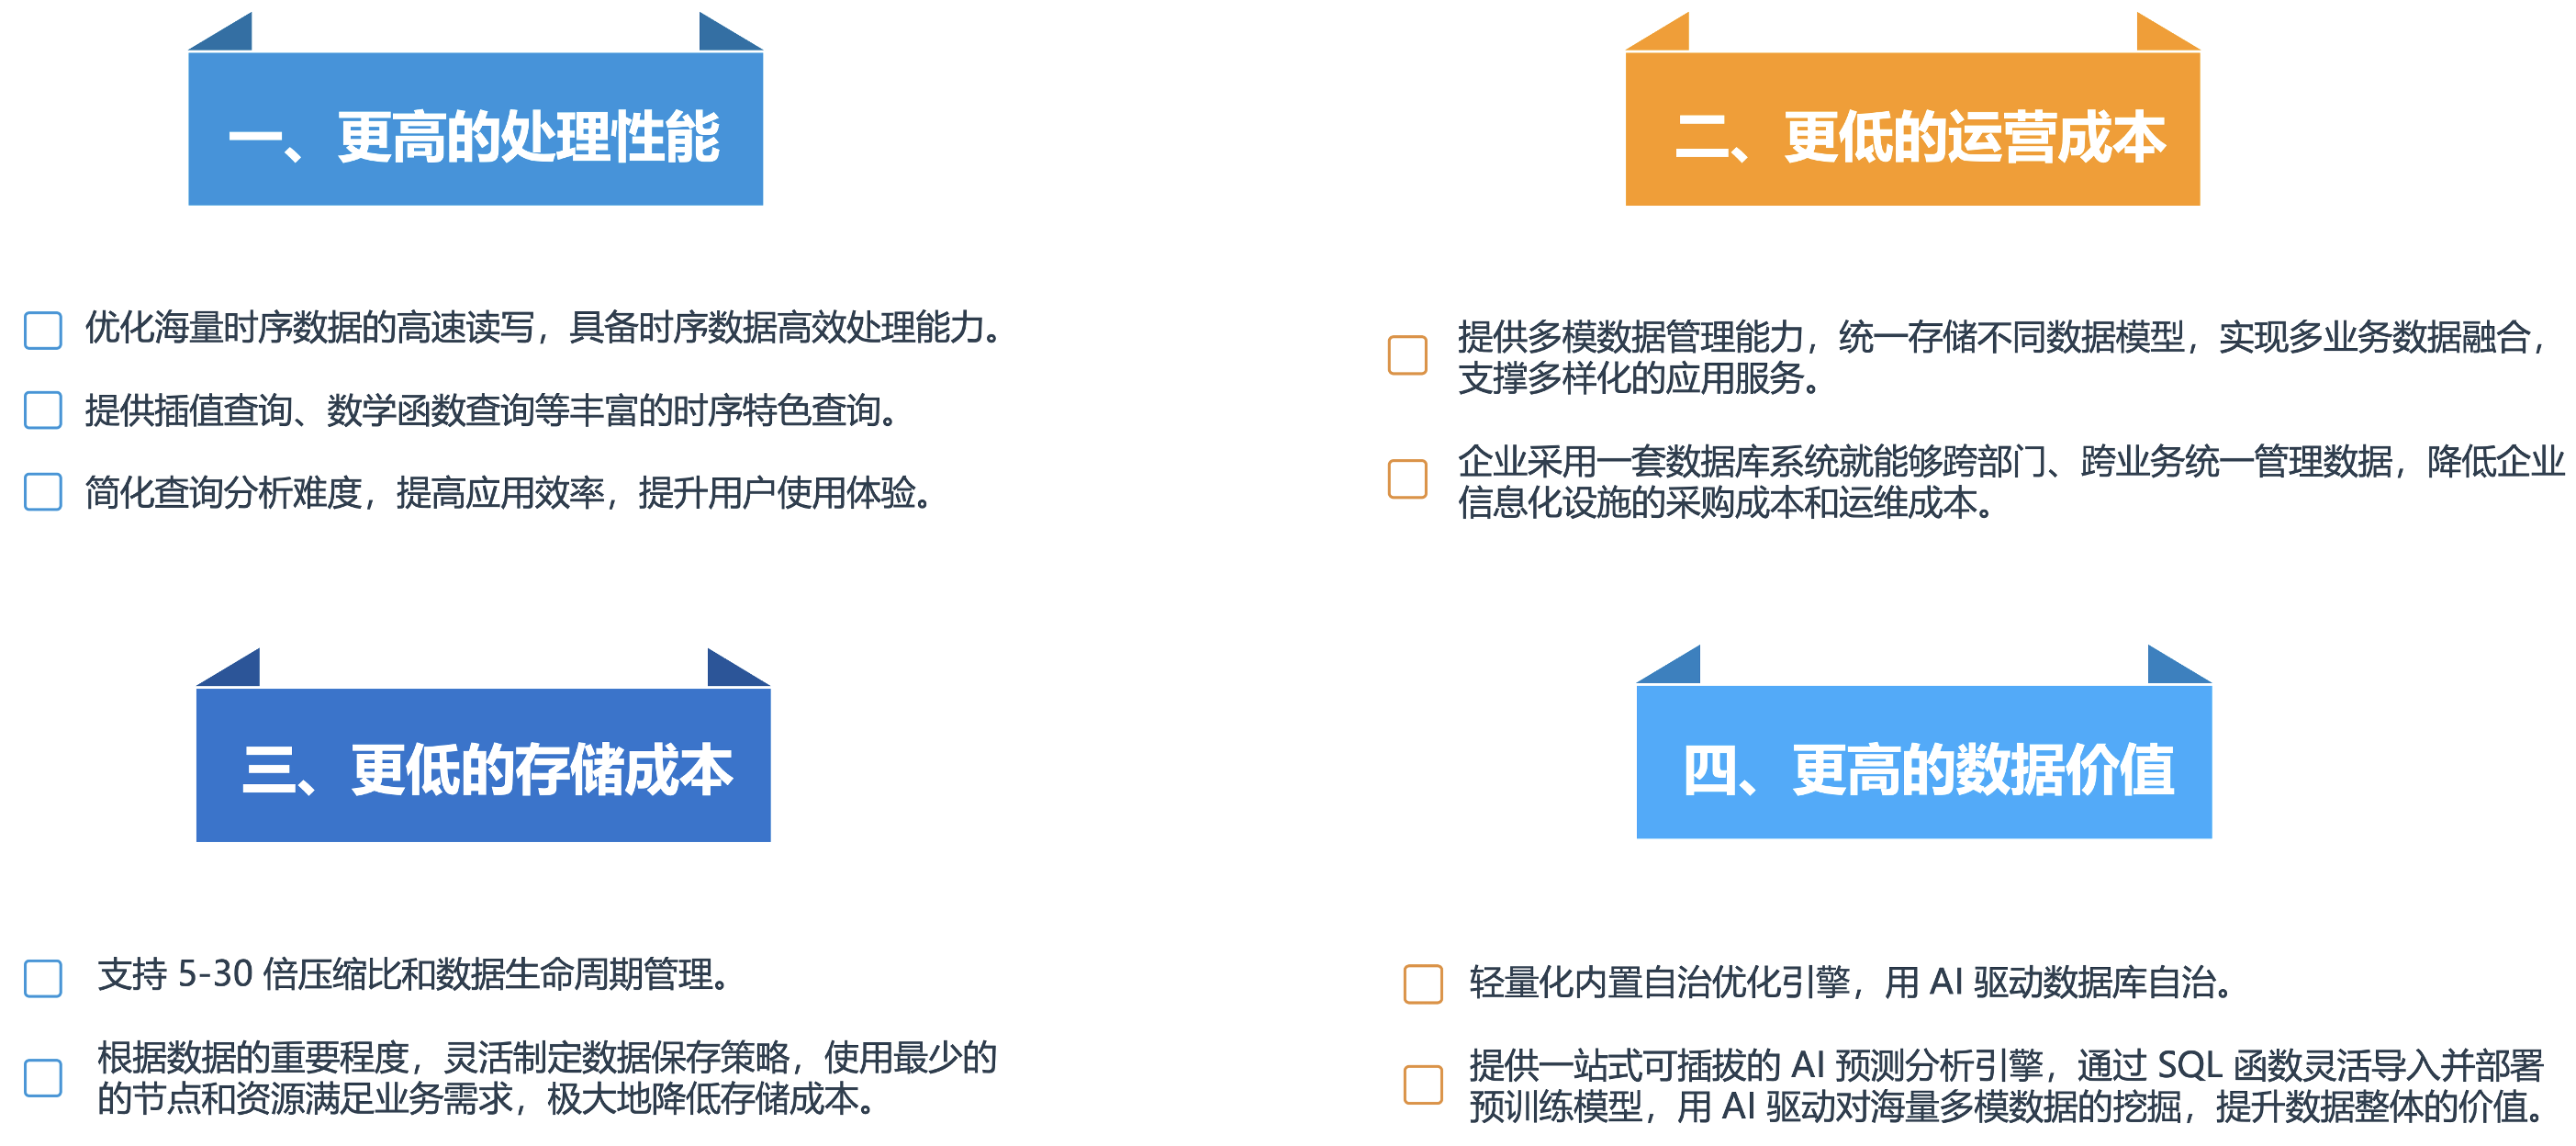 一、更高的处理性能
优化海量时序数据的高速读写，具备时序数据高效处理能力。
提供插值查询、数学函数查询等丰富的时序特色查询。
简化查询分析难度，提高应用效率，提升用户使用体验。
二、更低的运营成本
提供多模数据管理能力，统一存储不同数据模型，实现多业务数据融合，
支撑多样化的应用服务。
企业采用一套数据库系统就能够跨部门、跨业务统一管理数据，降低企业
信息化设施的采购成本和运维成本。
三、更低的存储成本
支持 5-30 倍压缩比和数据生命周期管理。
根据数据的重要程度，灵活制定数据保存策略，使用最少的
的节点和资源满足业务需求，极大地降低存储成本。
四、更高的数据价值
轻量化内置自治优化引擎，用 AI 驱动数据库自治。
提供一站式可插拔的 AI 预测分析引擎，通过 SQL 函数灵活导入并部署
预训练模型，用 AI 驱动对海量多模数据的挖掘，提升数据整体的价值。